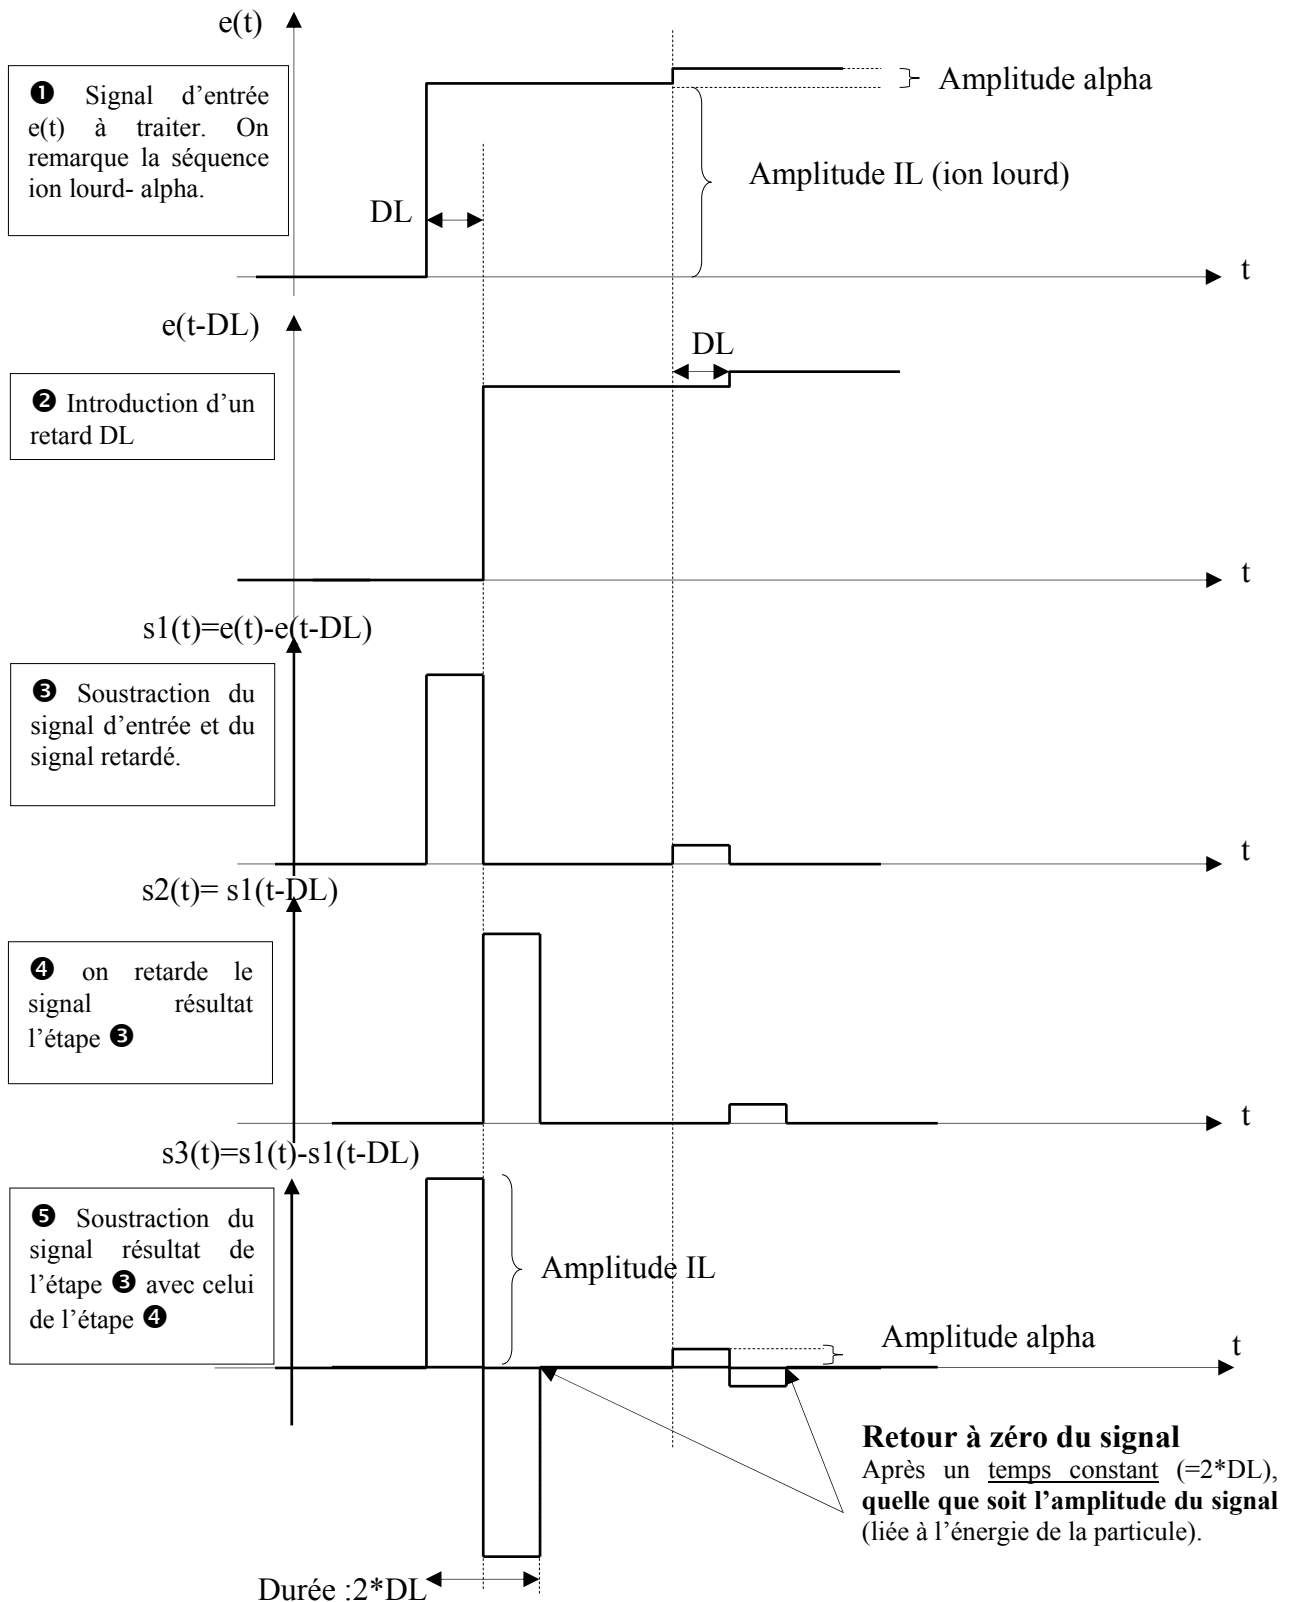 e(t)
❶ Signal d’entrée
e(t) à traiter. On
remarque la séquence
ion lourd- alpha.
Amplitude alpha
Amplitude IL (ion lourd)
DL
t
e(t-DL)
DL
❷ Introduction d’un
retard DL
t
s1(t)=e(t)-e(t-DL)
❸ Soustraction du
signal d’entrée et du
signal retardé.
t
s2(t)= s1(t-DL)
❹ on retarde le
signal résultat
l’étape ❸
t
s3(t)=s1(t)-s1(t-DL)
❺ Soustraction du
signal résultat de
l’étape ❸ avec celui
de l’étape ❹
Amplitude IL
Amplitude alpha
t
Retour à zéro du signal
Après un temps constant (=2*DL),
quelle que soit l’amplitude du signal
(liée à l’énergie de la particule).
Durée :2*DL